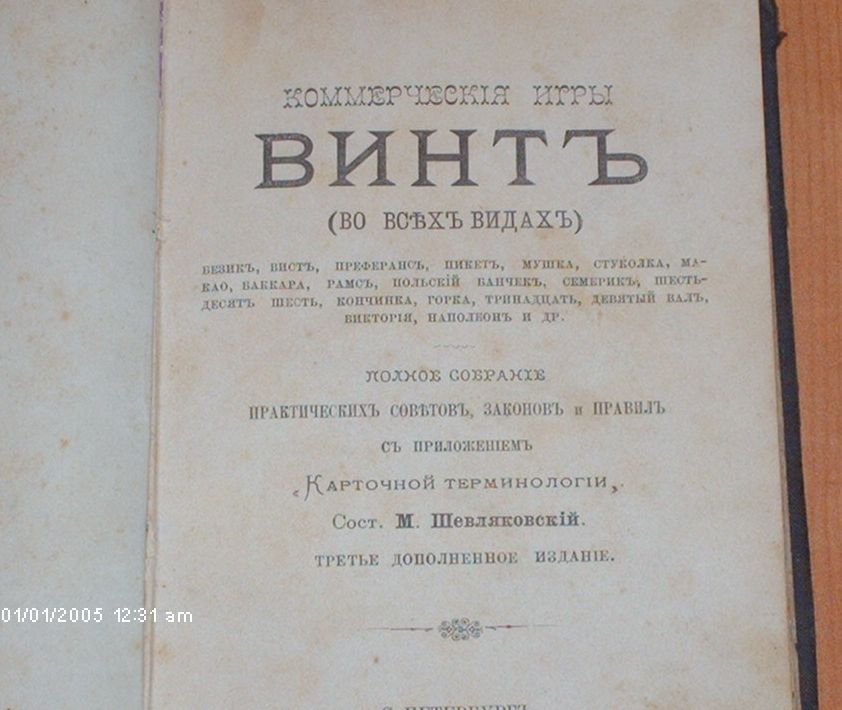 КОММЕРЧЕСКІЯ ИГРЫ
ВИНТЪ
(ВО ВСѢХЪ ВИДАХЪ)
БЕЗИКЪ, ВИСТЪ, ПРЕФЕРАНСЪ, ПИКЕТЪ, МУШКА, СТУКОЛКА, МА-
КАО, БАККАРА, РАМСЪ, ПОЛЬСКІЙ БАНЧЕКЪ, СЕМЕРИКЪ, ШЕСТЬ-
ДЕСЯТЪ ШЕСТЬ, КОНЧИНКА, ГОРКА, ТРИНАДЦАТЬ, ДЕВЯТЫЙ ВАЛЪ,
ВИКТОРІЯ, НАПОЛЕОНЪ И ДР.
ПОЛНОЕ СОБРАНІЕ
ПРАКТИЧЕСКИХЪ СОВѢТОВЪ, ЗАКОНОВЪ и ПРАВИЛЪ
СЪ ПРИЛОЖЕНІЕМЪ
„КАРТОЧНОЙ ТЕРМИНОЛОГІИ„.
Сост. М. Шевляковскій.
ТРЕТЬЕ ДОПОЛНЕННОЕ ИЗДАНІЕ.
01/01/2005 12:31 am
С.-ПЕТЕРБУРГЪ